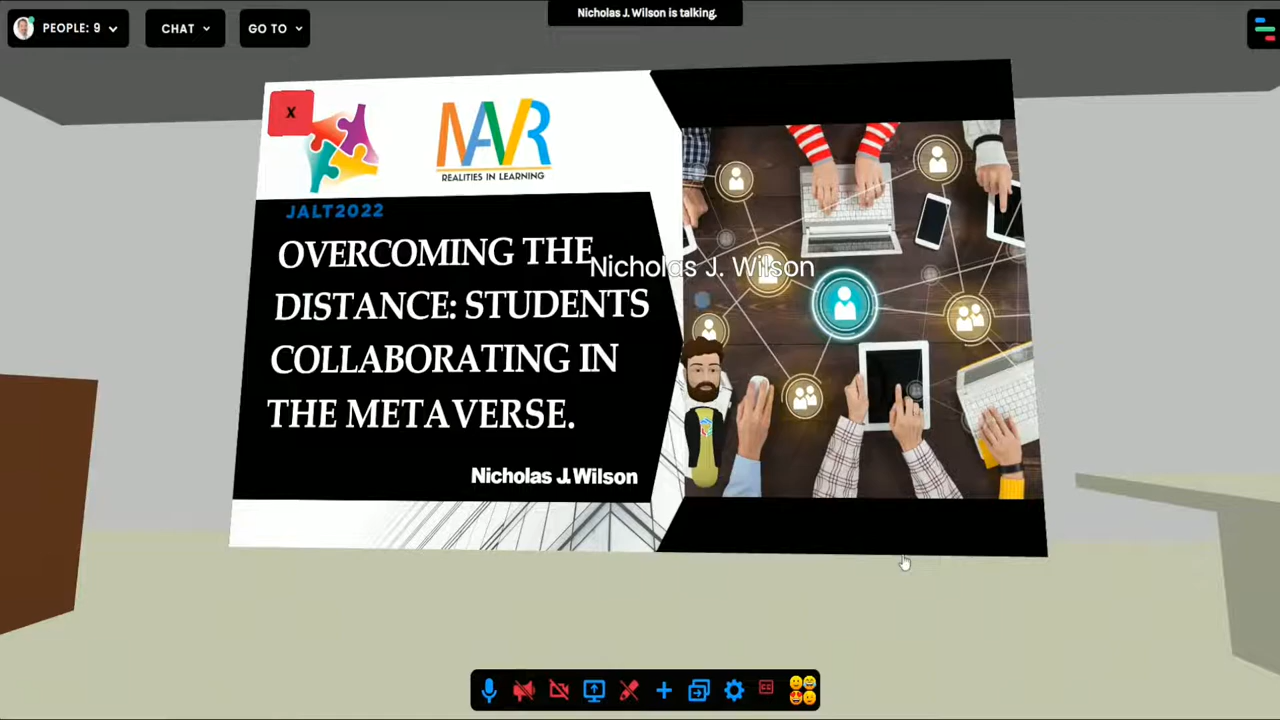 PEOPLE: 9
CHAT
GO TO
Nicholas J. Wilson is talking.
X
MAVR
REALITIES IN LEARNING
JALT2022
OVERCOMING THE
DISTANCE: STUDENTS
COLLABORATING IN
THE METAVERSE.
Nicholas J. Wilson
Nicholas J. Wilson
CC